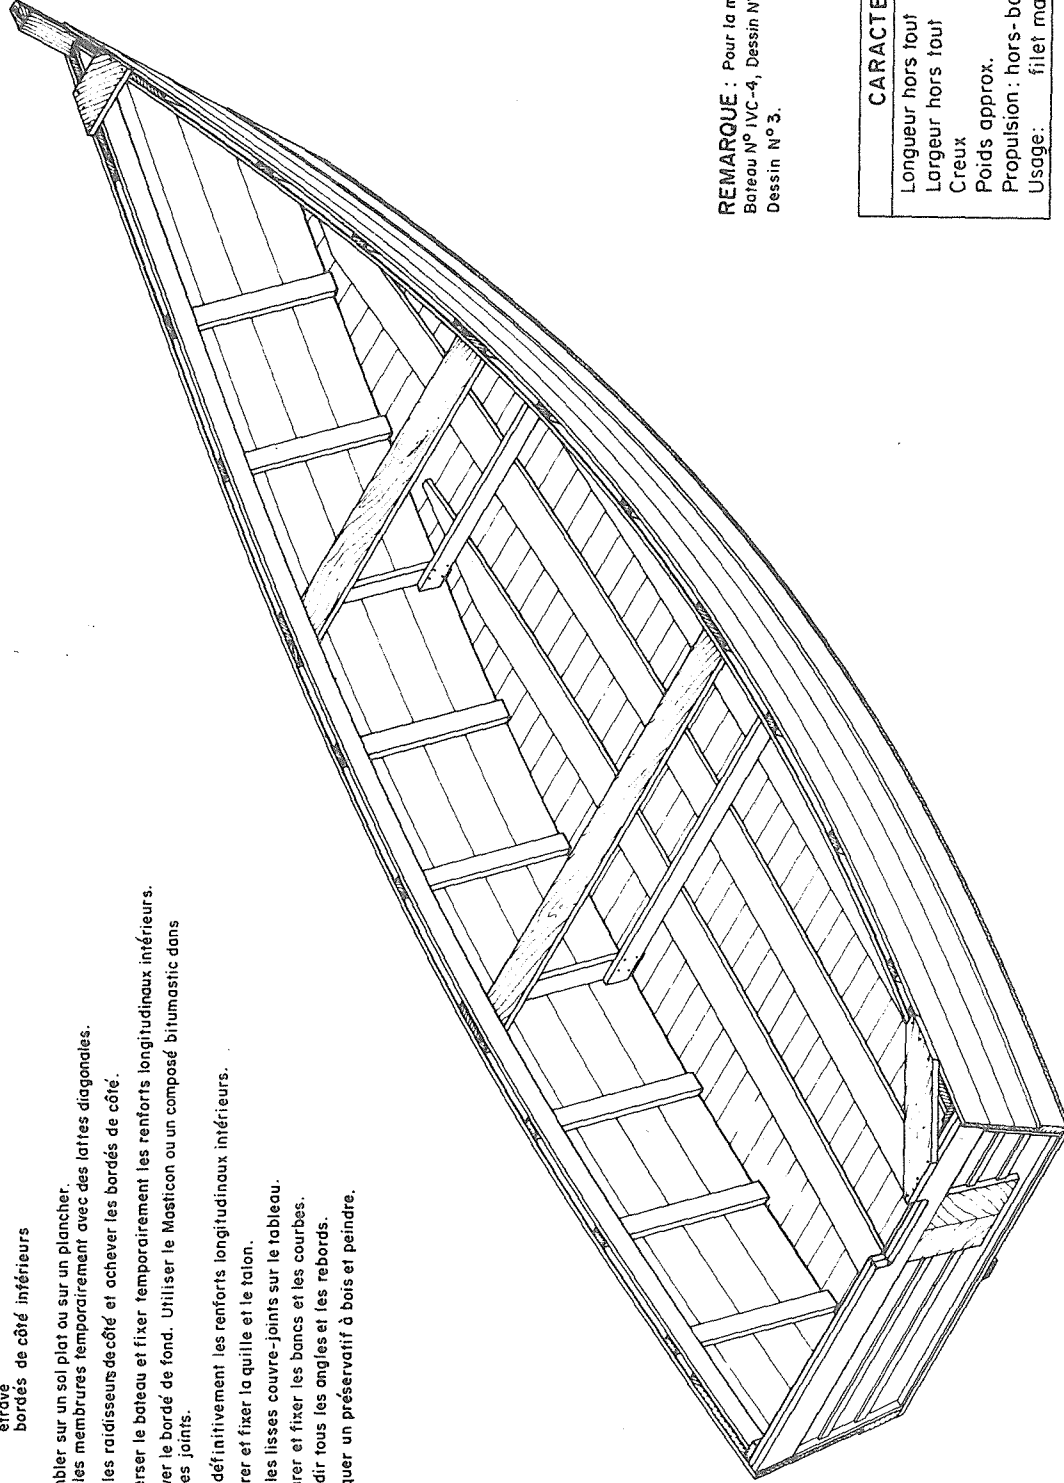 étrave
bordés de côté inférieurs
bler sur un sol plat ou sur un plancher.
les membrures temporairement avec des lattes diagonales.
les raidisseurs de côté et achever les bordés de côté.
erser le bateau et fixer temporairement les renforts longitudinaux intérieurs.
er le bordé de fond. Utiliser le Masticon ou un composé bitumastic dans
es joints.
définitivement les renforts longitudinaux intérieurs.
rer et fixer la quille et le talon.
les lisses couvre-joints sur le tableau.
rer et fixer les bancs et les courbes.
dir tous les angles et les rebords.
quer un préservatif à bois et peindre.
REMARQUE : Pour la m
Bateau N° IVC-4, Dessin N°
Dessin N° 3.
CARACTE
Longueur hors tout
Largeur hors tout
Creux
Poids approx.
Propulsion : hors-bo
Usage: filet ma